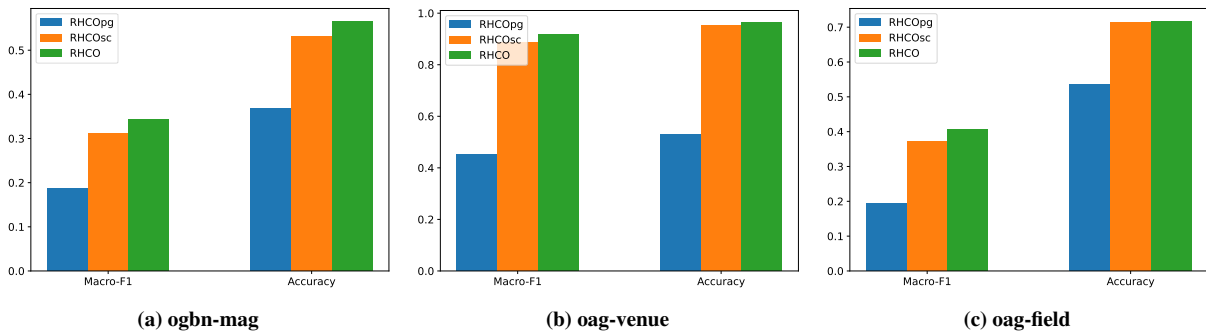 RHCOpg
RHCOsc
RHCO
0.5
0.4
0.3
0.2
0.1
0.0
Macro-F1 Accuracy
(a) ogbn-mag
RHCOpg
RHCOsc
RHCO
1.0
0.8
0.6
0.4
0.2
0.0
Macro-F1 Accuracy
(b) oag-venue
RHCOpg
RHCOsc
RHCO
0.7
0.6
0.5
0.4
0.3
0.2
0.1
0.0
Macro-F1 Accuracy
(c) oag-field